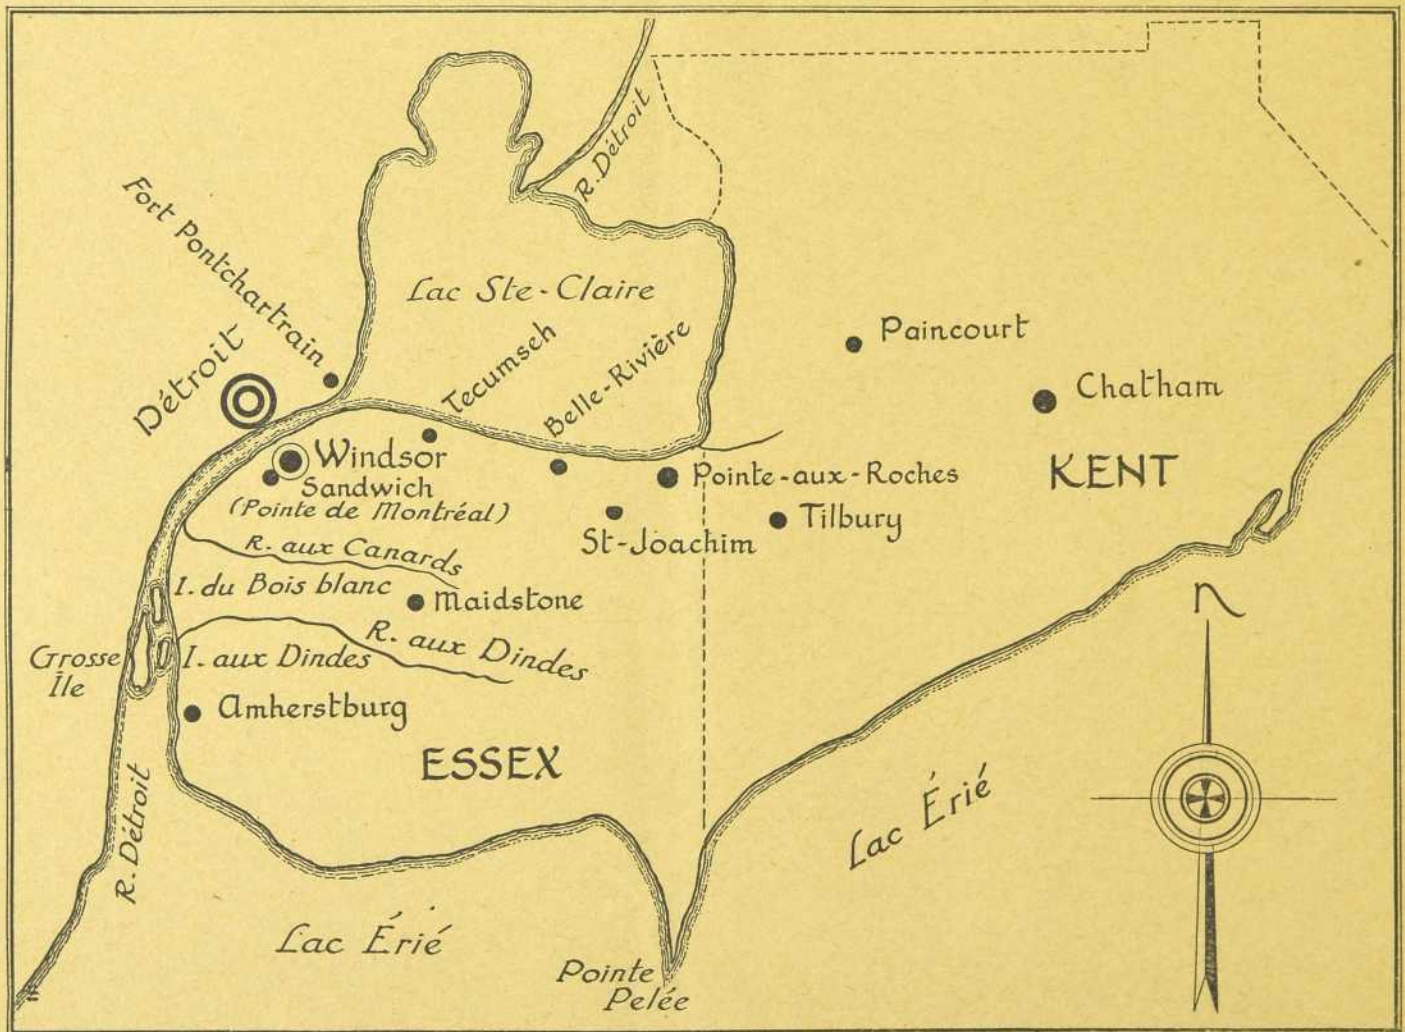 R. Détroit
Fort Pontchartrain
Lac Ste-Claire
Détroit
Tecumseh
Belle-Rivière
Paincourt
Chatham
Windsor
Sandwich
(Pointe de Montréal)
Pointe-aux-Roches
KENT
St-Joachim
Tilbury
R. aux Canards
I. du Bois blanc
Maidstone
R. aux Dindes
Grosse
Île
I. aux Dindes
Amherstburg
ESSEX
N
R. Détroit
Lac Érié
Lac Érié
Pointe
Pelée